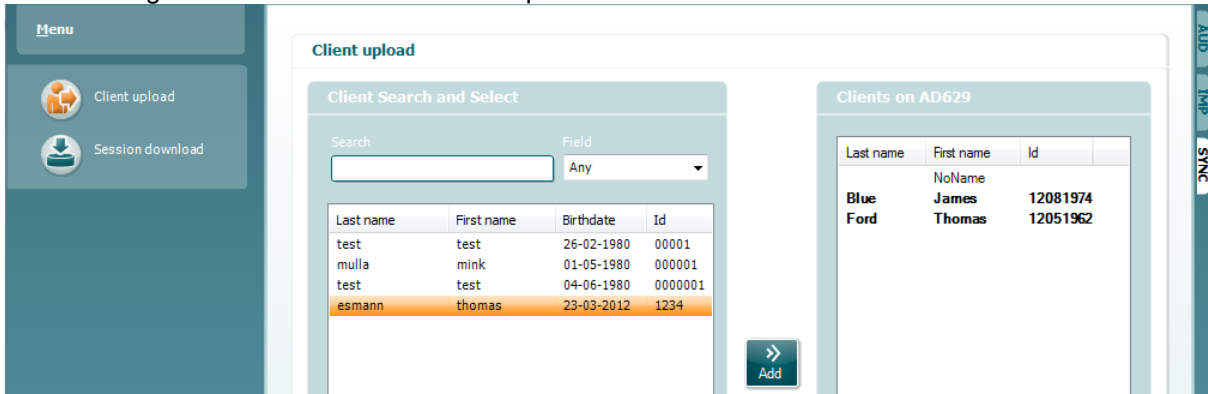 Menu
Client upload
Session download
Client upload
Client Search and Select
Search Field
Any
Last name First name Birthdate Id
test test 26-02-1980 00001
mulla mink 01-05-1980 000001
test test 04-06-1980 0000001
esmann thomas 23-03-2012 1234
Add
Clients on AD629
Last name First name Id
NoName
Blue James 12081974
Ford Thomas 12051962
AUD
IMP
SYNC